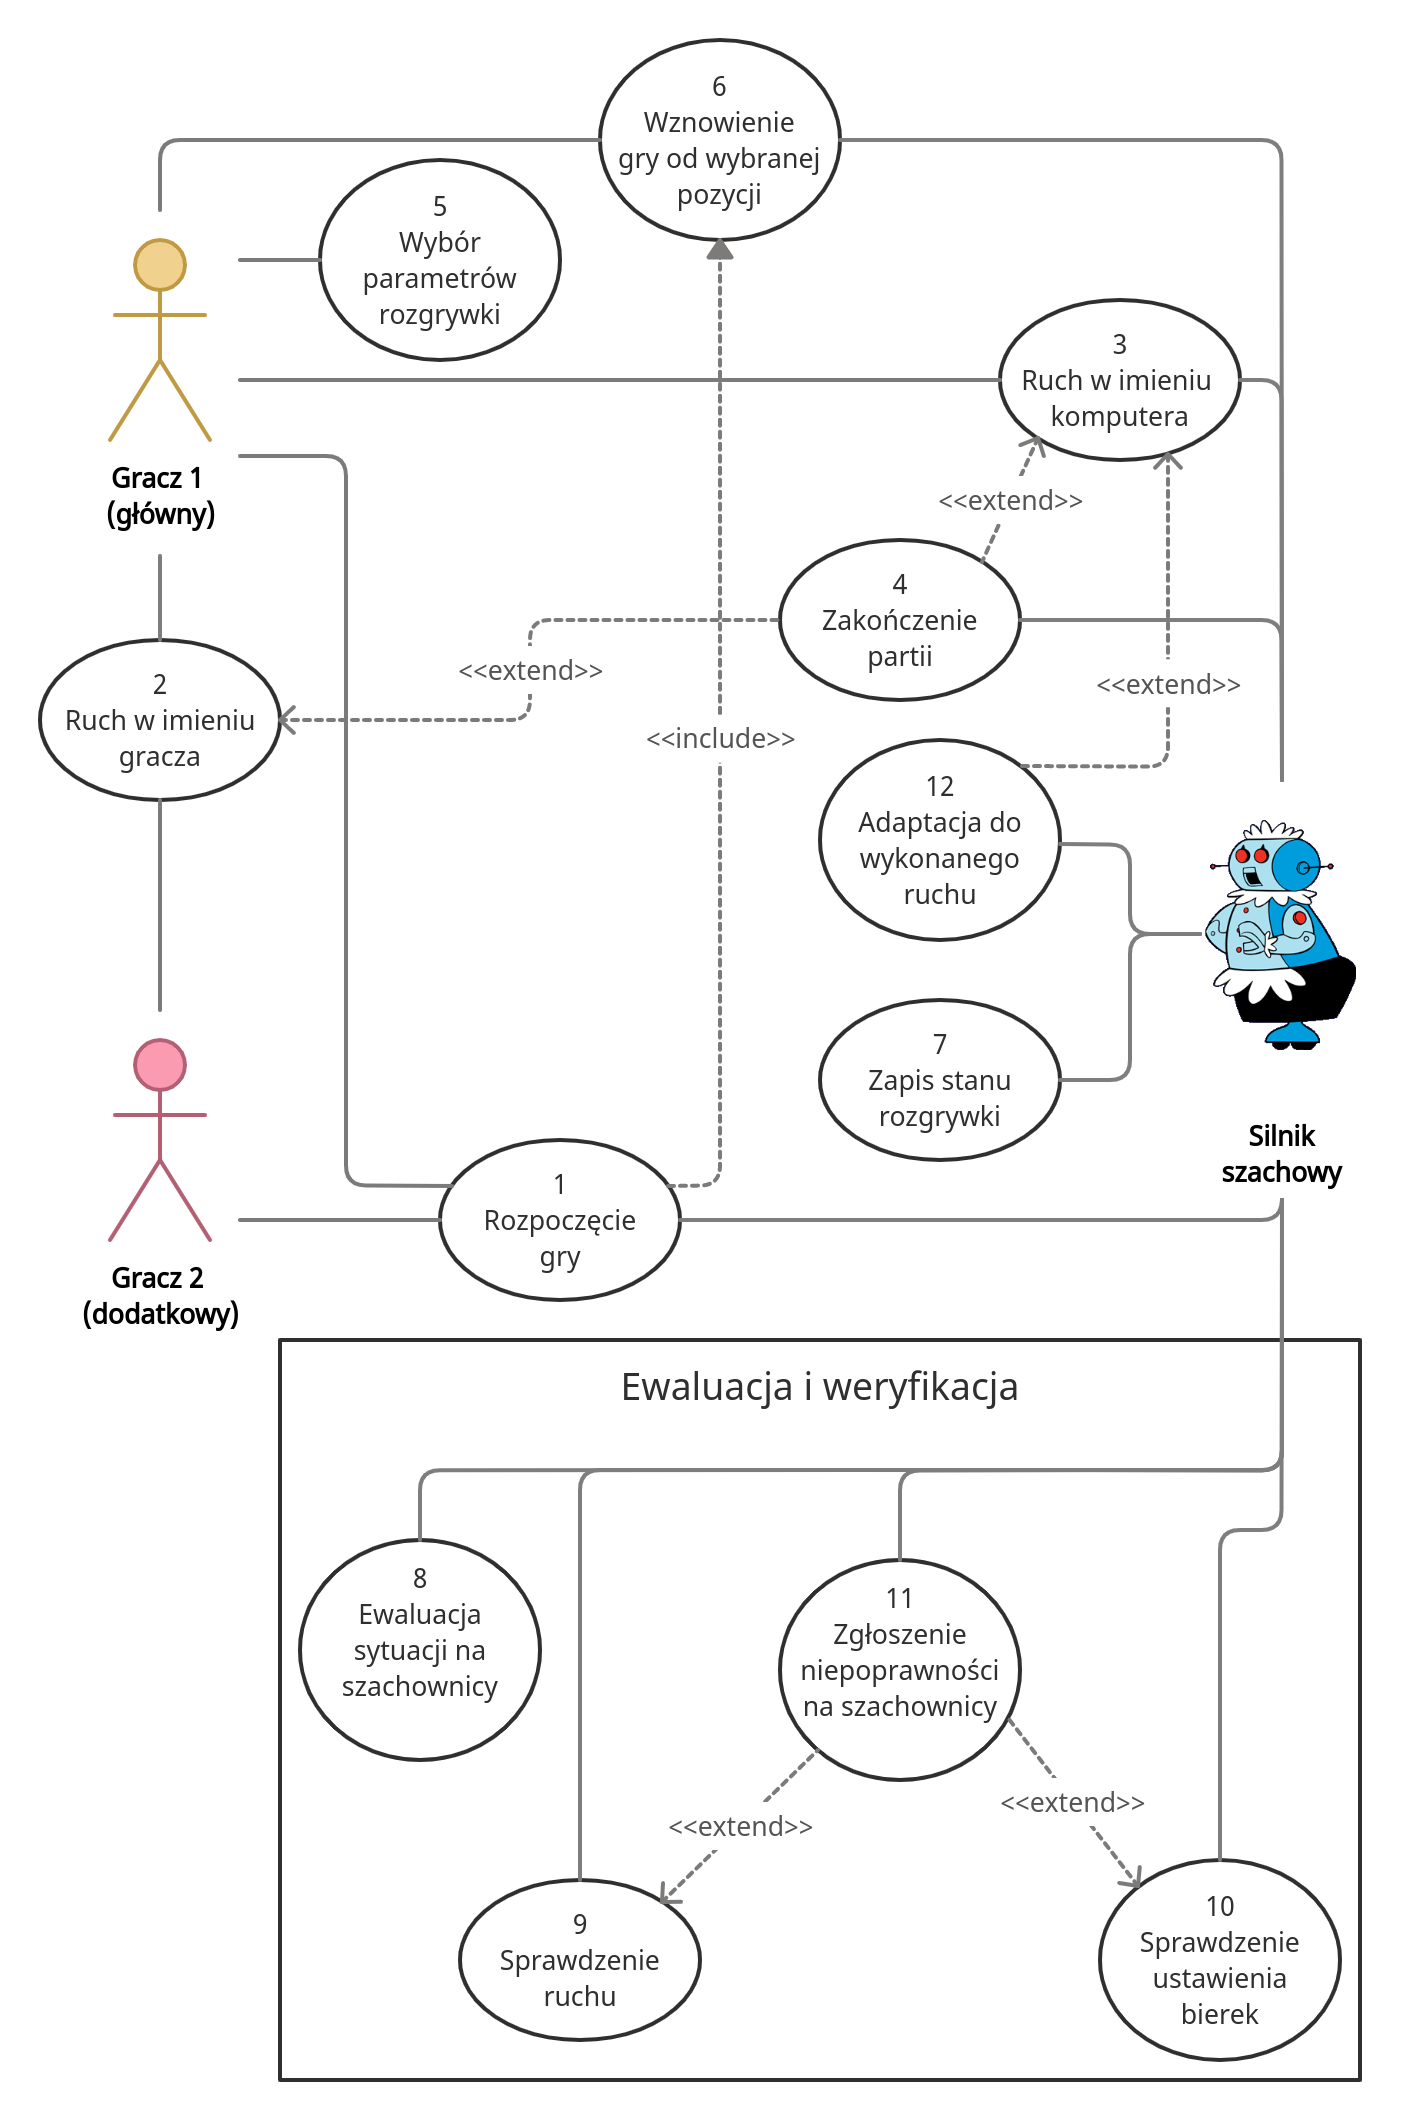 6
Wznowienie
gry od wybranej
pozycji
5
Wybór
parametrów
rozgrywki
3
Ruch w imieniu
komputera
Gracz 1
(główny)
<<extend>>
4
Zakończenie
partii
<<extend>>
<<extend>>
2
Ruch w imieniu
gracza
<<include>>
12
Adaptacja do
wykonanego
ruchu
7
Zapis stanu
rozgrywki
Silnik
szachowy
1
Rozpoczęcie
gry
Gracz 2
(dodatkowy)
Ewaluacja i weryfikacja
8
Ewaluacja
sytuacji na
szachownicy
11
Zgłoszenie
niepoprawności
na szachownicy
<<extend>>
<<extend>>
9
Sprawdzenie
ruchu
10
Sprawdzenie
ustawienia
bierek